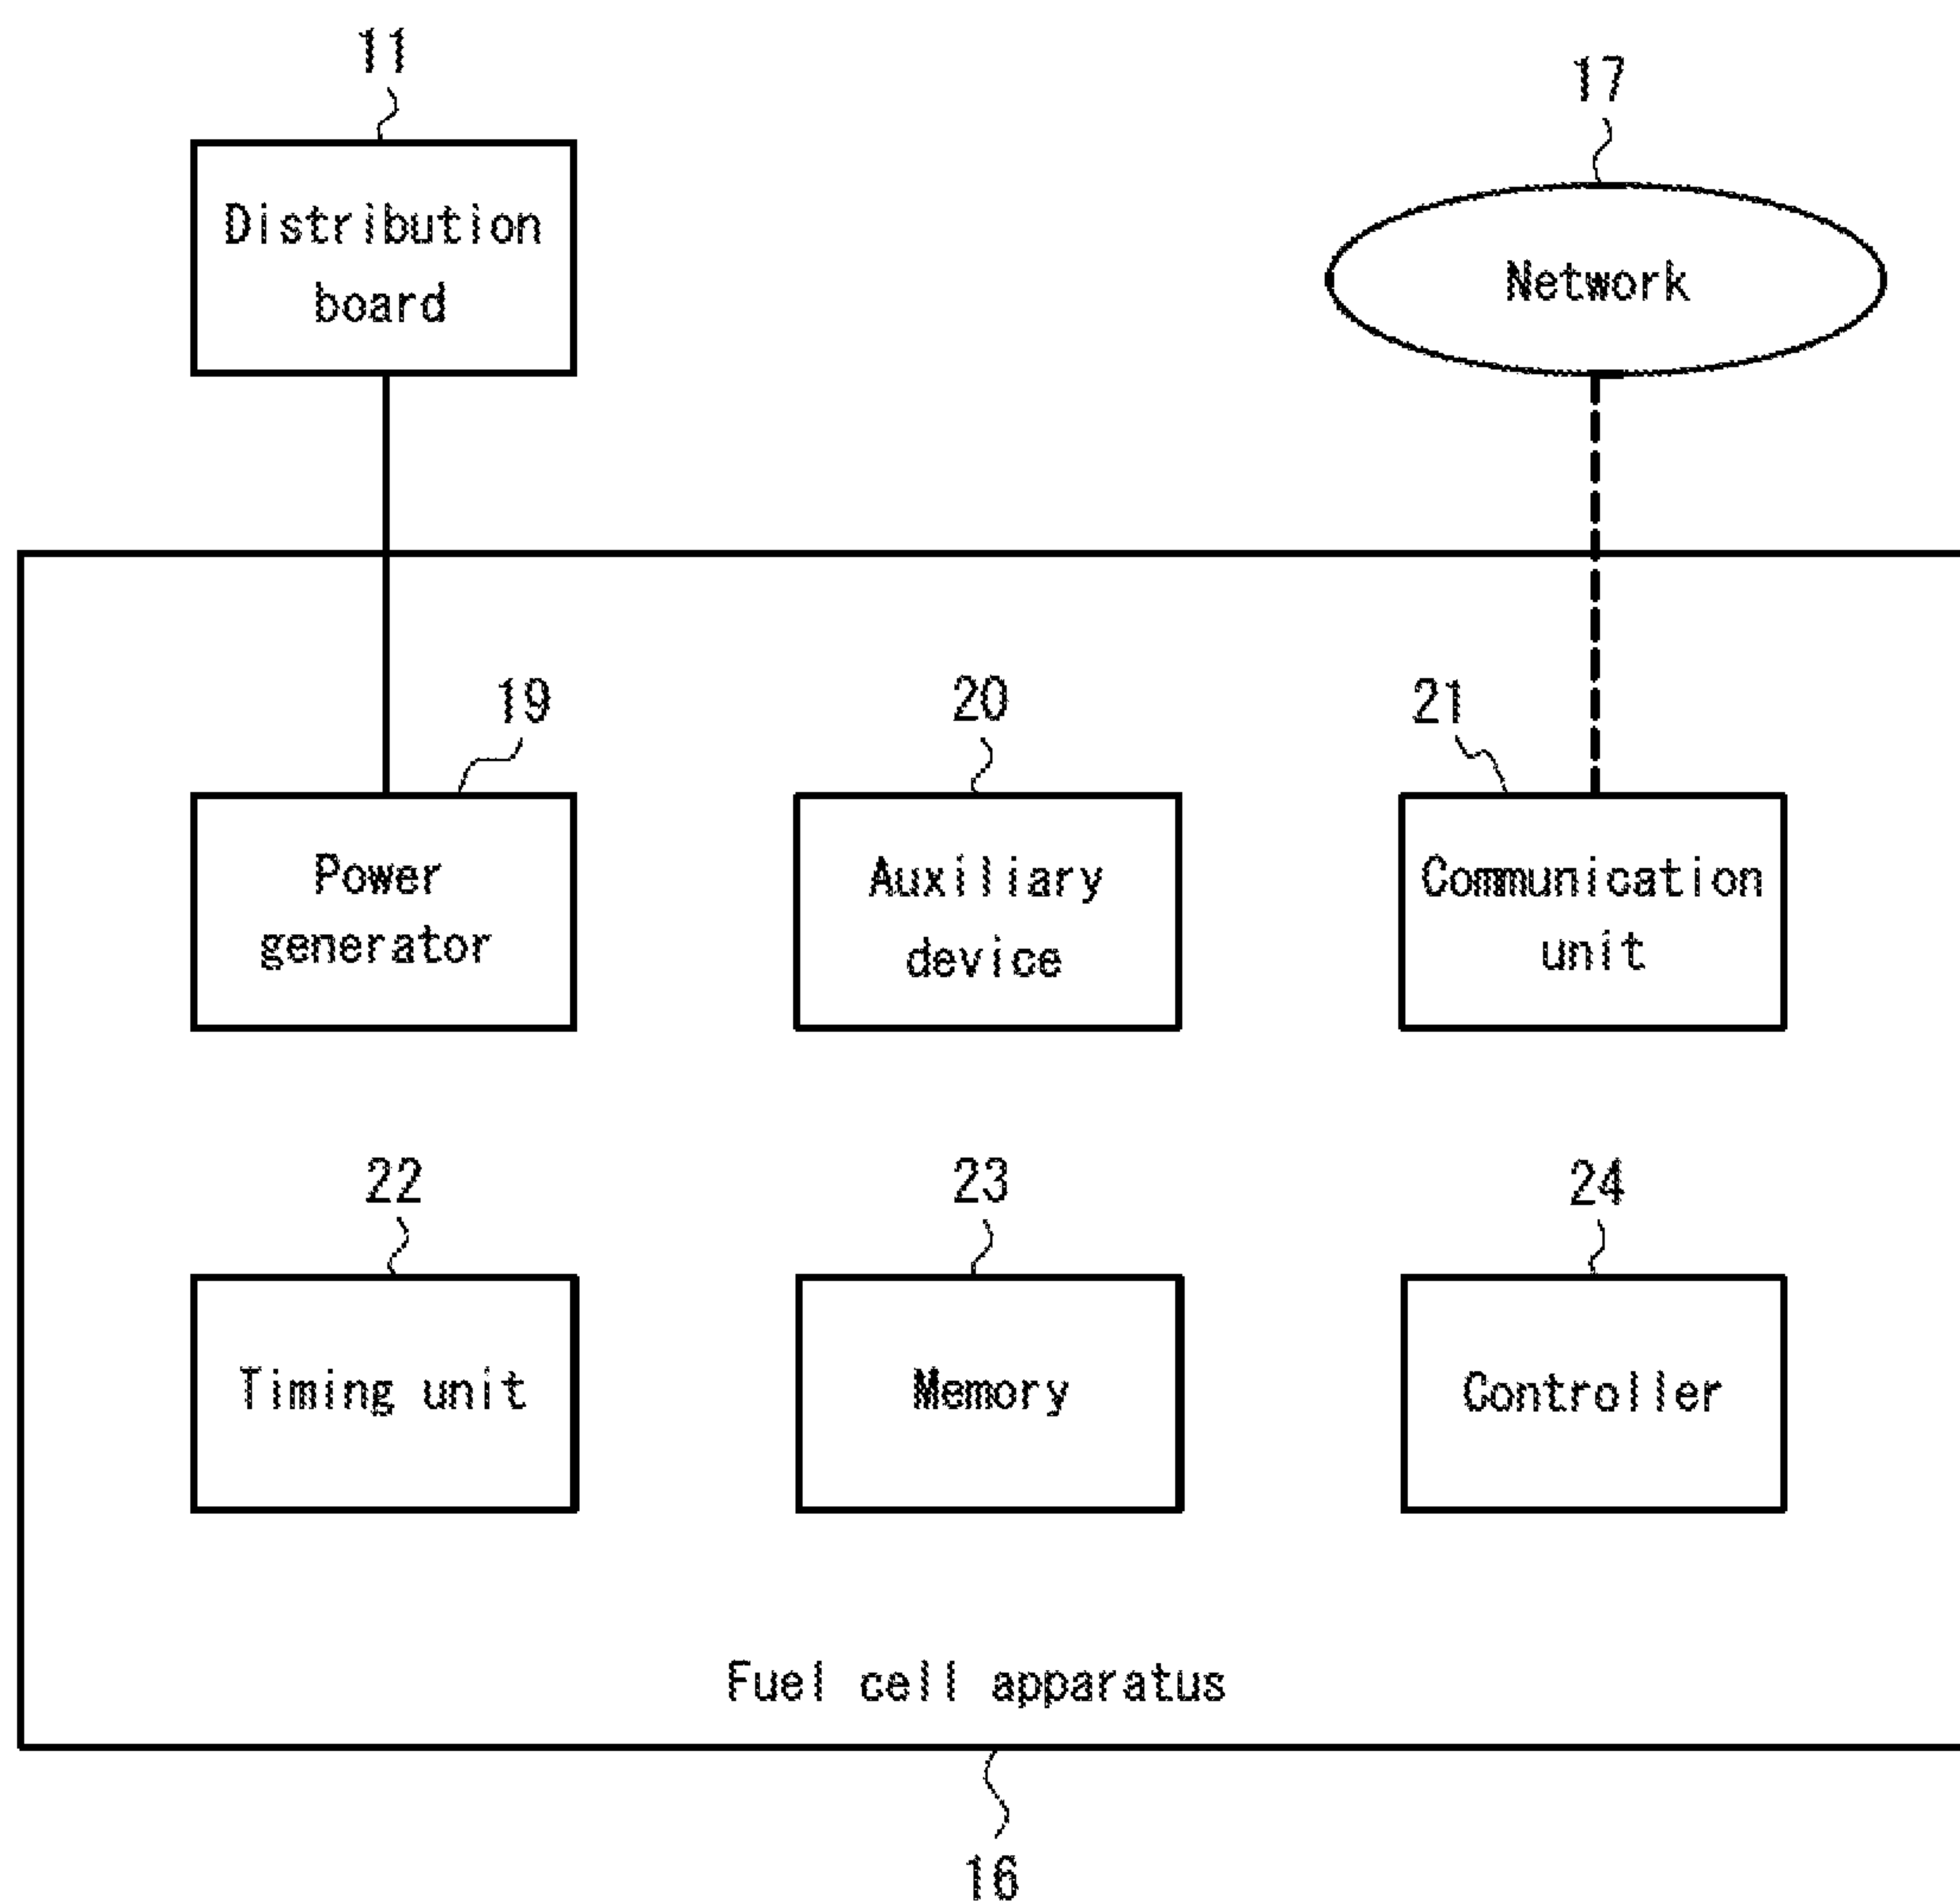 11
17
Distribution
board
Network
19
20
21
Power
generator
Auxiliary
device
Communication
unit
22
23
24
Timing unit
Memory
Controller
Fuel cell apparatus
16